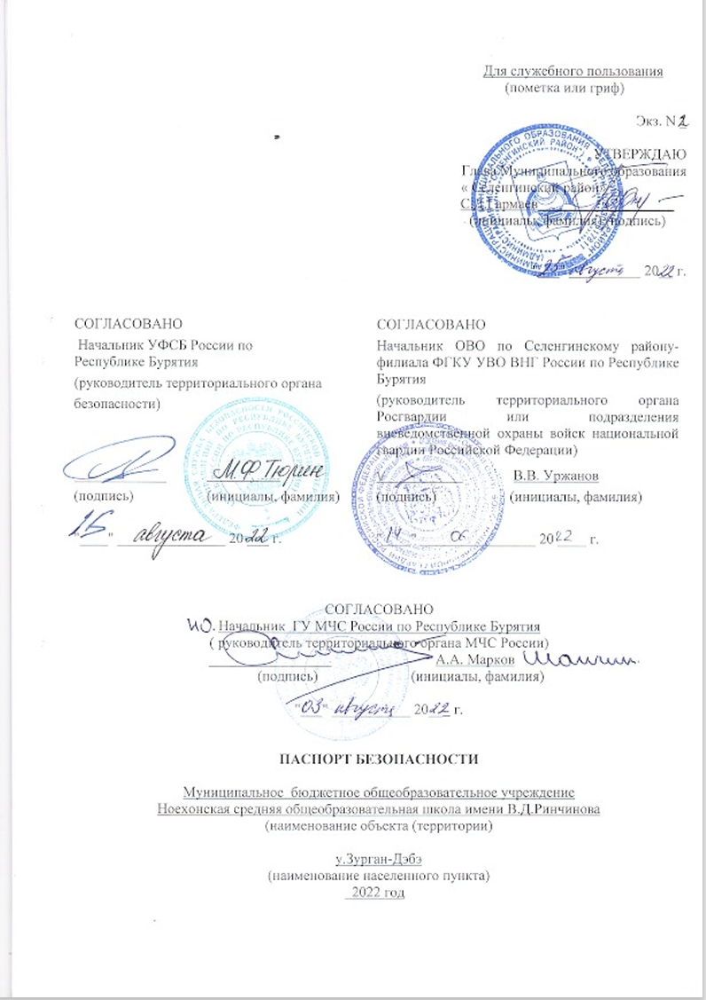 Для служебного пользования
(пометка или гриф)
Экз. N 2.
УТВЕРЖДАЮ
Глава Муниципального образования
« Селенгинский район»
С.Д.Гармаев
(инициалы, фамилия) (подпись)
25 августа 2022 г.
СОГЛАСОВАНО
Начальник УФСБ России по
Республике Бурятия
(руководитель территориального органа
безопасности)
М.Ф Тюрин
(подпись) (инициалы, фамилия)
"15" августа 2022 г.
СОГЛАСОВАНО
Начальник ОВО по Селенгинскому району-
филиала ФГКУ УВО ВНГ России по Республике
Бурятия
(руководитель территориального органа
Росгвардии или подразделения
вневедомственной охраны войск национальной
гвардии Российской Федерации)
В.В. Уржанов
(подпись) (инициалы, фамилия)
14 06 2022 г.
СОГЛАСОВАНО
ИО. Начальник ГУ МЧС России по Республике Бурятия
( руководитель территориального органа МЧС России)
А.А. Марков
(подпись) (инициалы, фамилия)
"03" августа 2022 г.
ПАСПОРТ БЕЗОПАСНОСТИ
Муниципальное бюджетное общеобразовательное учреждение
Ноехонская средняя общеобразовательная школа имени В.Д.Ринчинова
(наименование объекта (территории)
у.Зурган-Дэбэ
(наименование населенного пункта)
2022 год